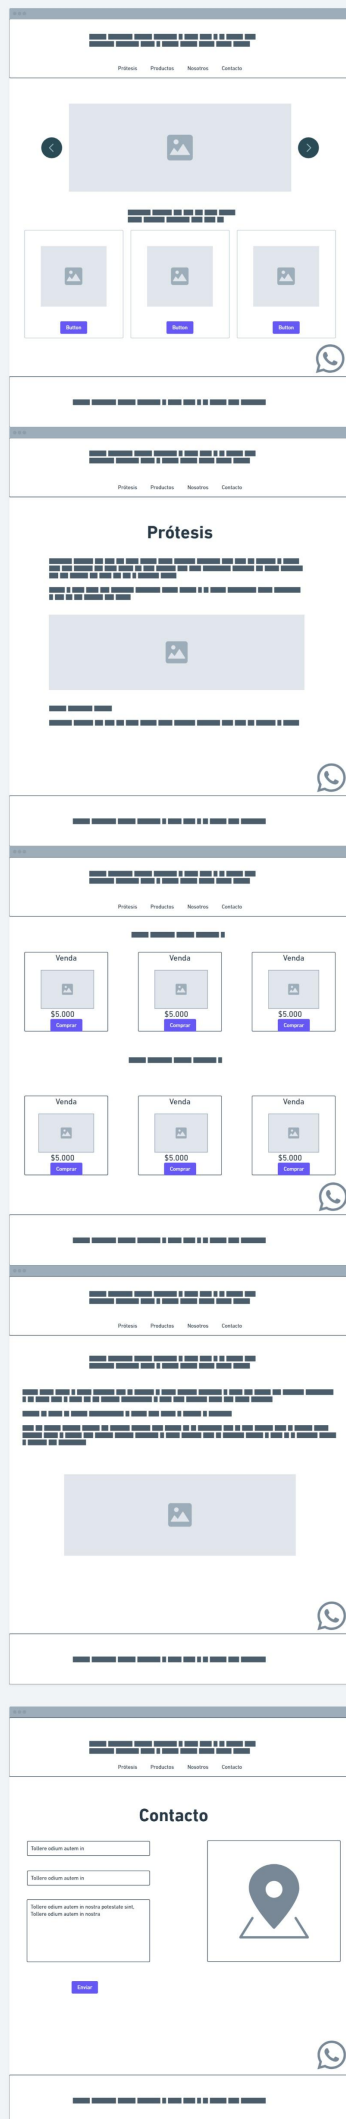 Prótesis Productos Nosotros Contacto
Button Button Button
Prótesis Productos Nosotros Contacto
Prótesis
Prótesis Productos Nosotros Contacto
Venda Venda Venda
$5.000 $5.000 $5.000
Comprar Comprar Comprar
Venda Venda Venda
$5.000 $5.000 $5.000
Comprar Comprar Comprar
Prótesis Productos Nosotros Contacto
Prótesis Productos Nosotros Contacto
Contacto
Tollere odium autem in
Tollere odium autem in
Tollere odium autem in nostra potestate sint,
Tollere odium autem in nostra
Enviar